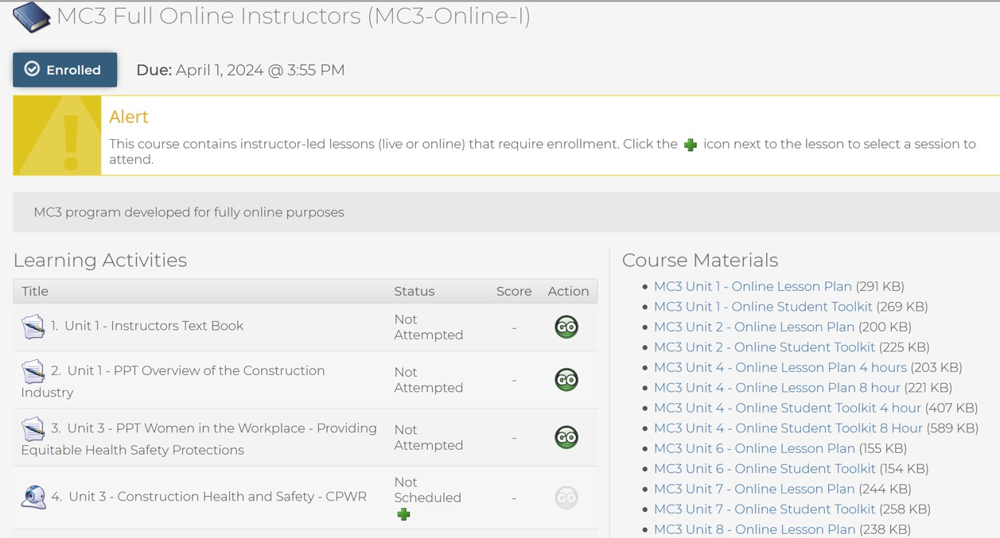 MC3 Full Online Instructors (MC3-Online-I)
Enrolled
Due: April 1, 2024 @ 3:55 PM
Alert
This course contains instructor-led lessons (live or online) that require enrollment. Click the icon next to the lesson to select a session to
attend.
MC3 program developed for fully online purposes
Learning Activities
Title Status Score Action
1. Unit 1 - Instructors Text Book
Not
Attempted
-
GO
2. Unit 1 - PPT Overview of the Construction
Industry
Not
Attempted
-
GO
3. Unit 3 - PPT Women in the Workplace - Providing
Equitable Health Safety Protections
Not
Attempted
-
GO
4. Unit 3 - Construction Health and Safety - CPWR
Not
Scheduled
-
GO
Course Materials
MC3 Unit 1 - Online Lesson Plan (291 KB)
MC3 Unit 1 - Online Student Toolkit (269 KB)
MC3 Unit 2 - Online Lesson Plan (200 KB)
MC3 Unit 2 - Online Student Toolkit (225 KB)
MC3 Unit 4 - Online Lesson Plan 4 hours (203 KB)
MC3 Unit 4 - Online Lesson Plan 8 hour (221 KB)
MC3 Unit 4 - Online Student Toolkit 4 hour (407 KB)
MC3 Unit 4 - Online Student Toolkit 8 Hour (589 KB)
MC3 Unit 6 - Online Lesson Plan (155 KB)
MC3 Unit 6 - Online Student Toolkit (154 KB)
MC3 Unit 7 - Online Lesson Plan (244 KB)
MC3 Unit 7 - Online Student Toolkit (258 KB)
MC3 Unit 8 - Online Lesson Plan (238 KB)